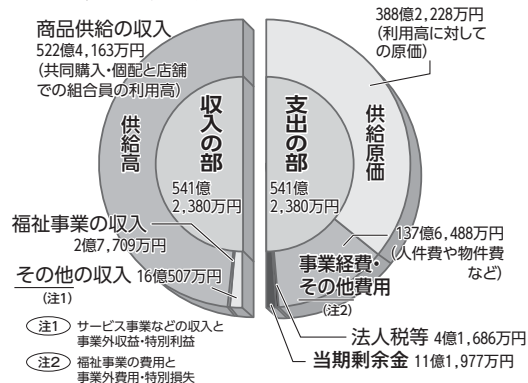 商品供給の収入
522億4,163万円
(共同購入・個配と店舗
での組合員の利用高)
供給高
収入の部
541億
2,380万円
福祉事業の収入
2億7,709万円
その他の収入 16億507万円
(注1)
注1 サービス事業などの収入と
事業外収益・特別利益
注2 福祉事業の費用と
事業外費用・特別損失
388億2,228万円
(利用高に対して
の原価)
供給原価
支出の部
541億
2,380万円
137億6,488万円
(人件費や物件費
など)
事業経費・
その他費用
(注2)
法人税等 4億1,686万円
当期剰余金 11億1,977万円